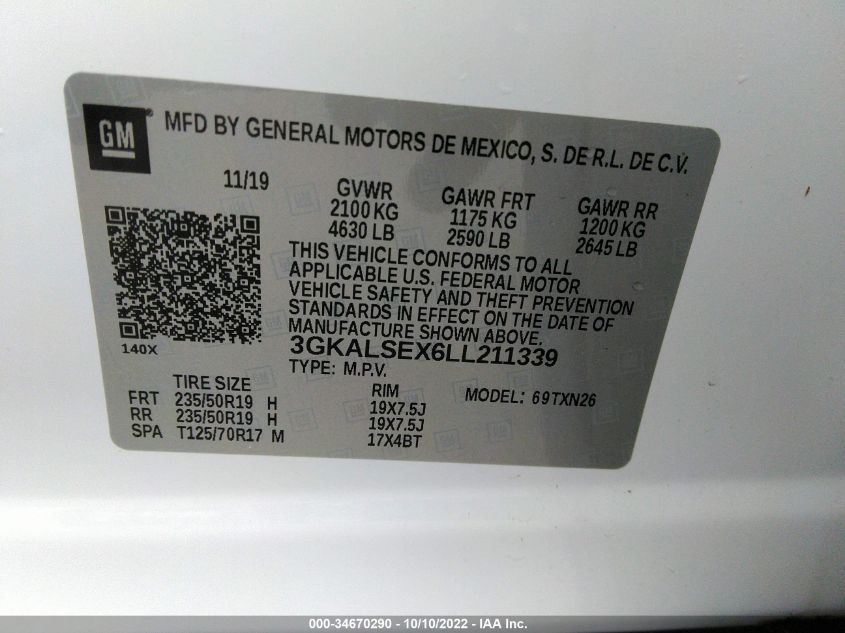 GM ® MFD BY GENERAL MOTORS DE MEXICO, S. DE R.L. DE C.V.
11/19 GVWR GAWR FRT GAWR RR
2100 KG 1175 KG 1200 KG
4630 LB 2590 LB 2645 LB
THIS VEHICLE CONFORMS TO ALL
APPLICABLE U.S. FEDERAL MOTOR
VEHICLE SAFETY AND THEFT PREVENTION
STANDARDS IN EFFECT ON THE DATE OF
MANUFACTURE SHOWN ABOVE.
140X 3GKALSEX6LL211339
TYPE: M.P.V.
TIRE SIZE RIM MODEL: 69TXN26
FRT 235/50R19 H 19X7.5J
RR 235/50R19 H 19X7.5J
SPA T125/70R17 M 17X4BT
000-34670290 - 10/10/2022 - IAA Inc.